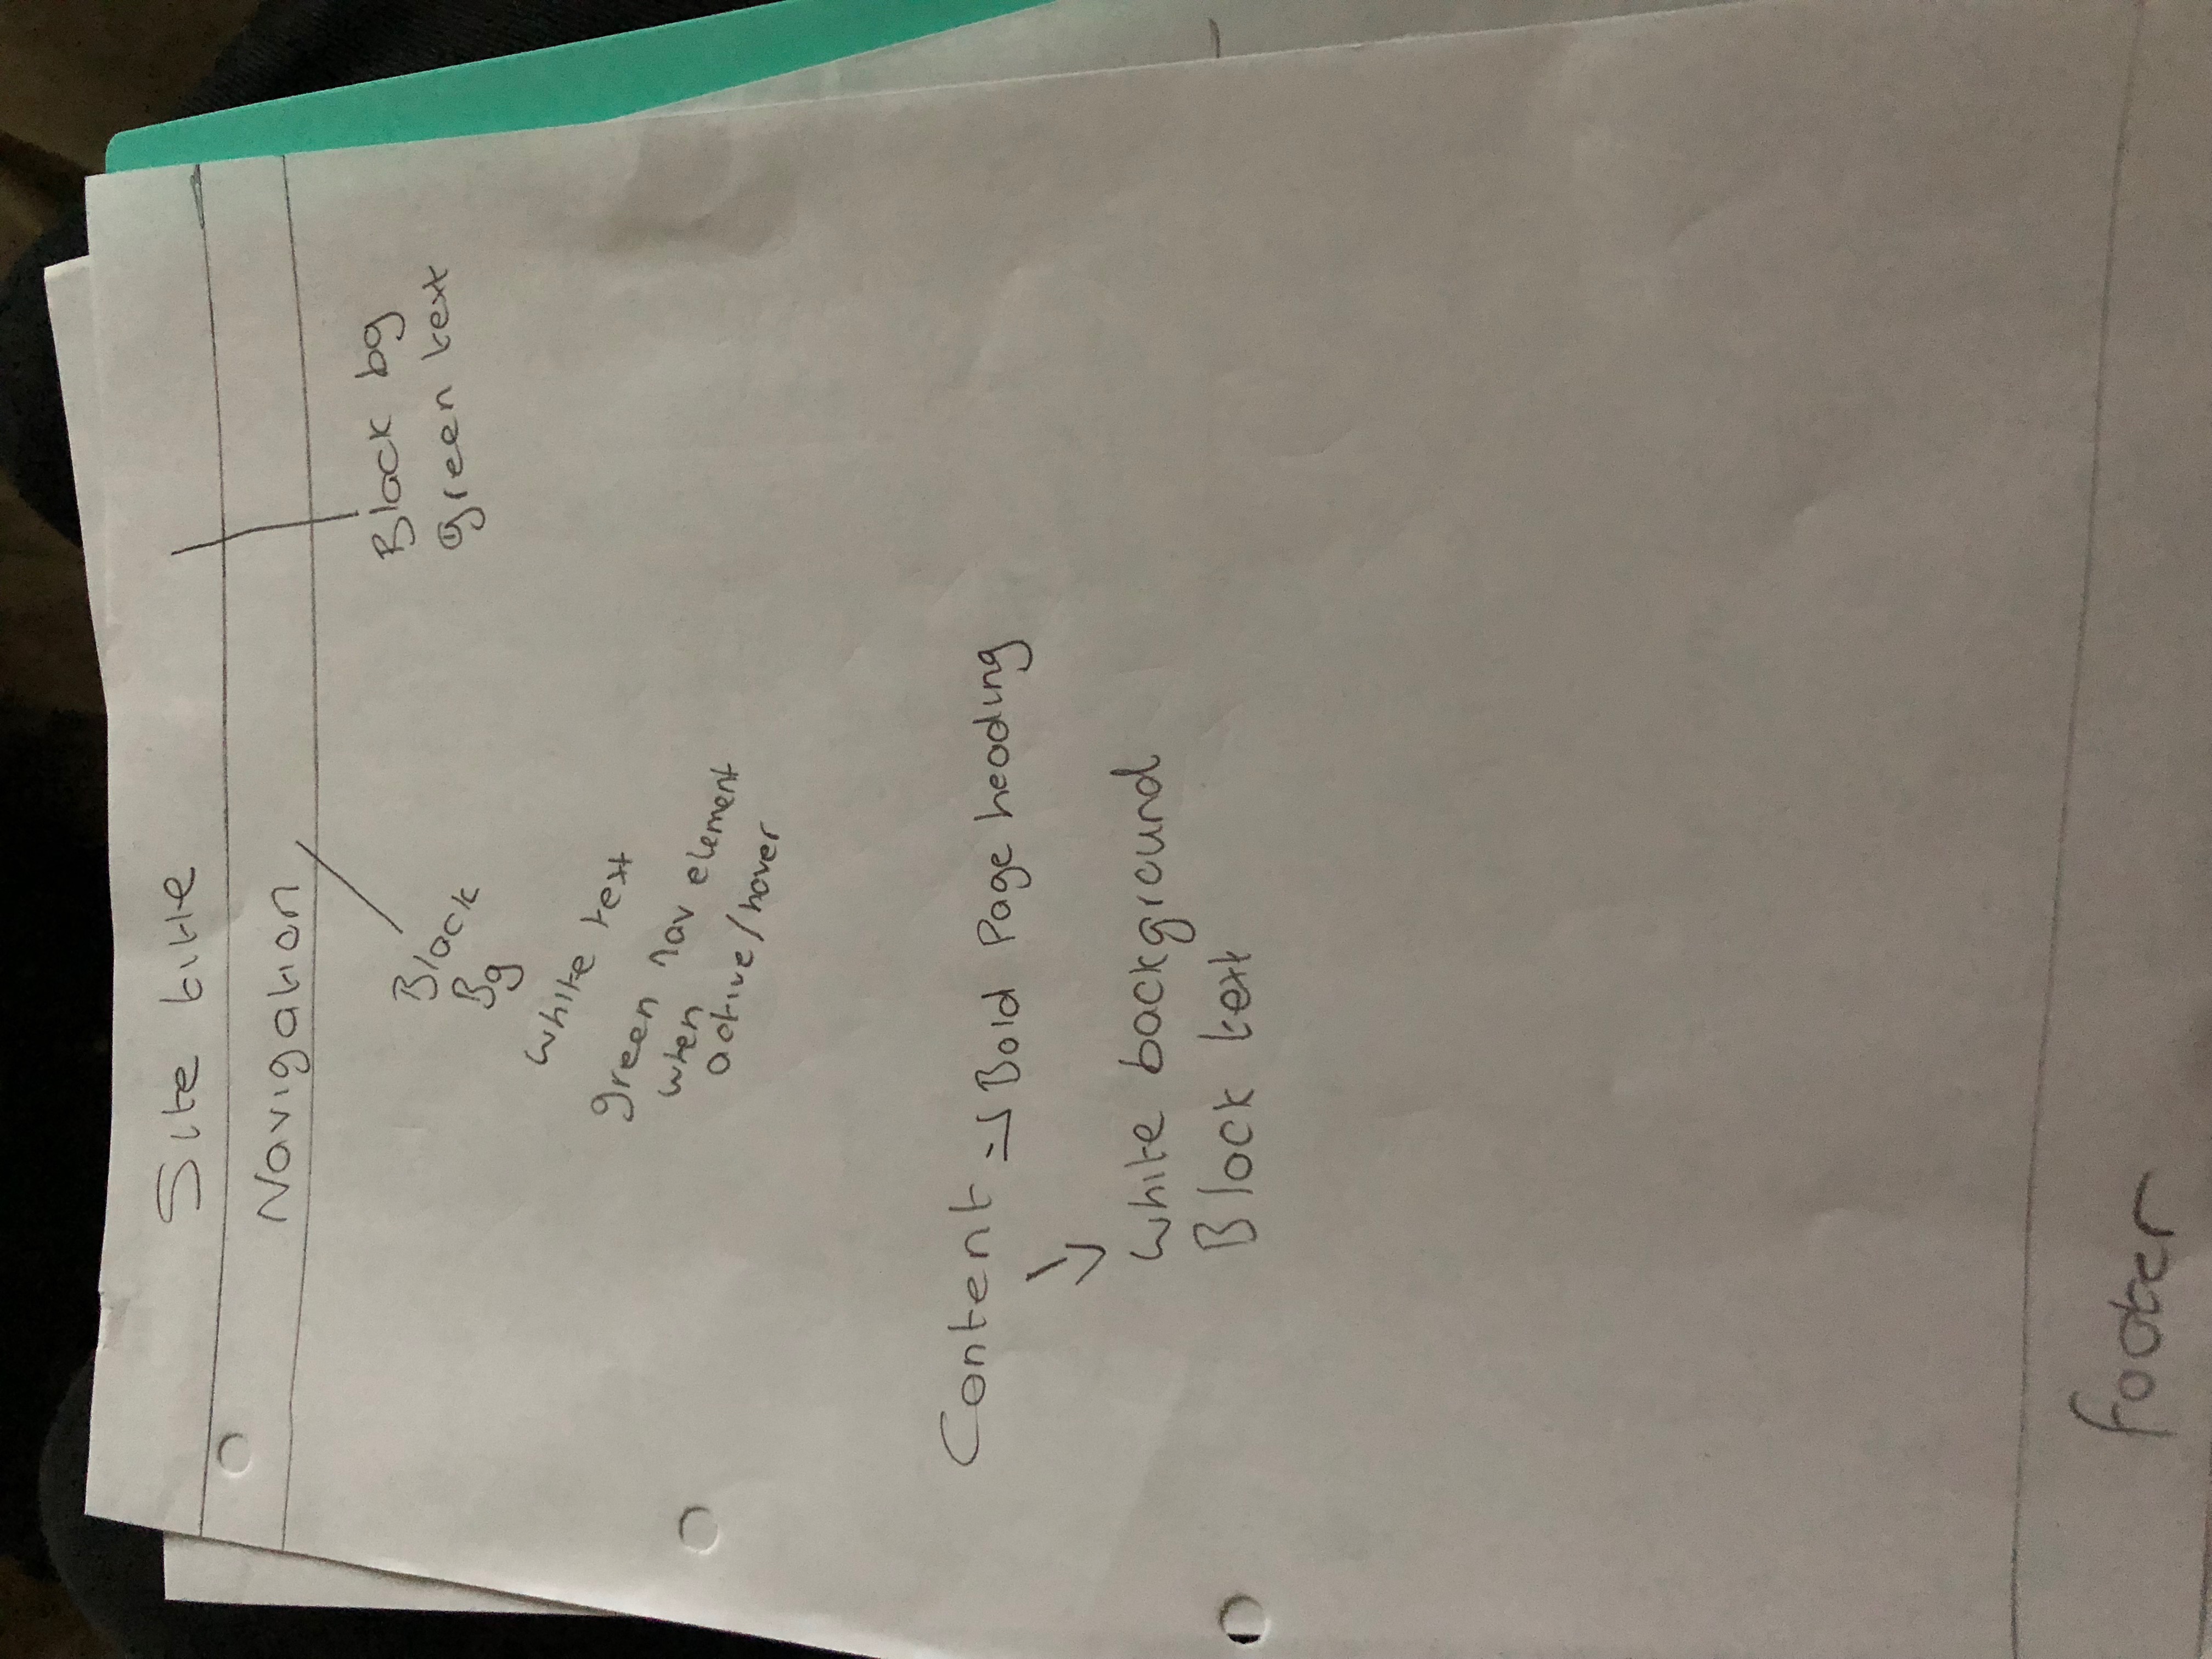 Site title
Navigation
Black bg
green text
Black
Bg
white text
green nav element
when
active/hover
Content → Bold Page heading
white background
Black text
footer